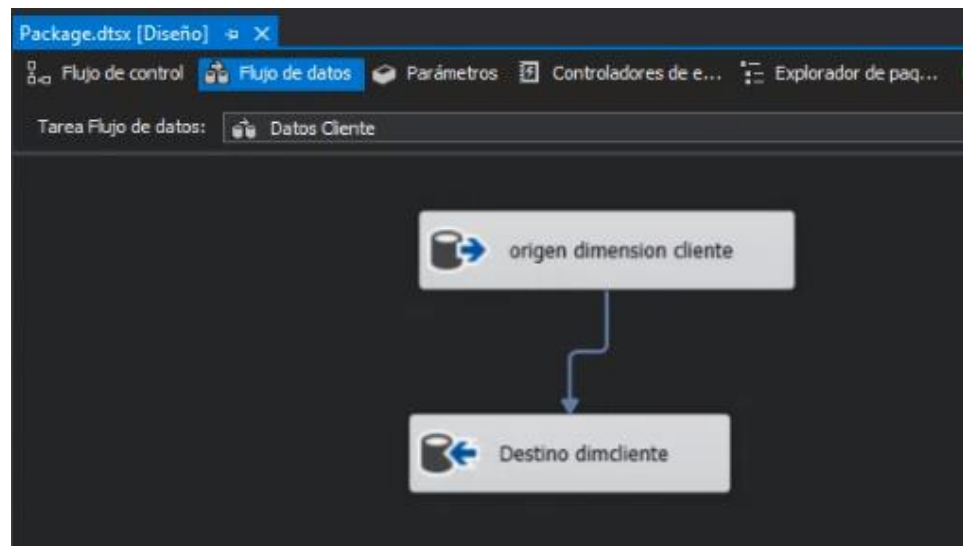 Package.dtsx [Diseño]
Flujo de control Flujo de datos Parámetros Controladores de e... Explorador de paq...
Tarea Flujo de datos: Datos Cliente
origen dimension cliente
Destino dimcliente